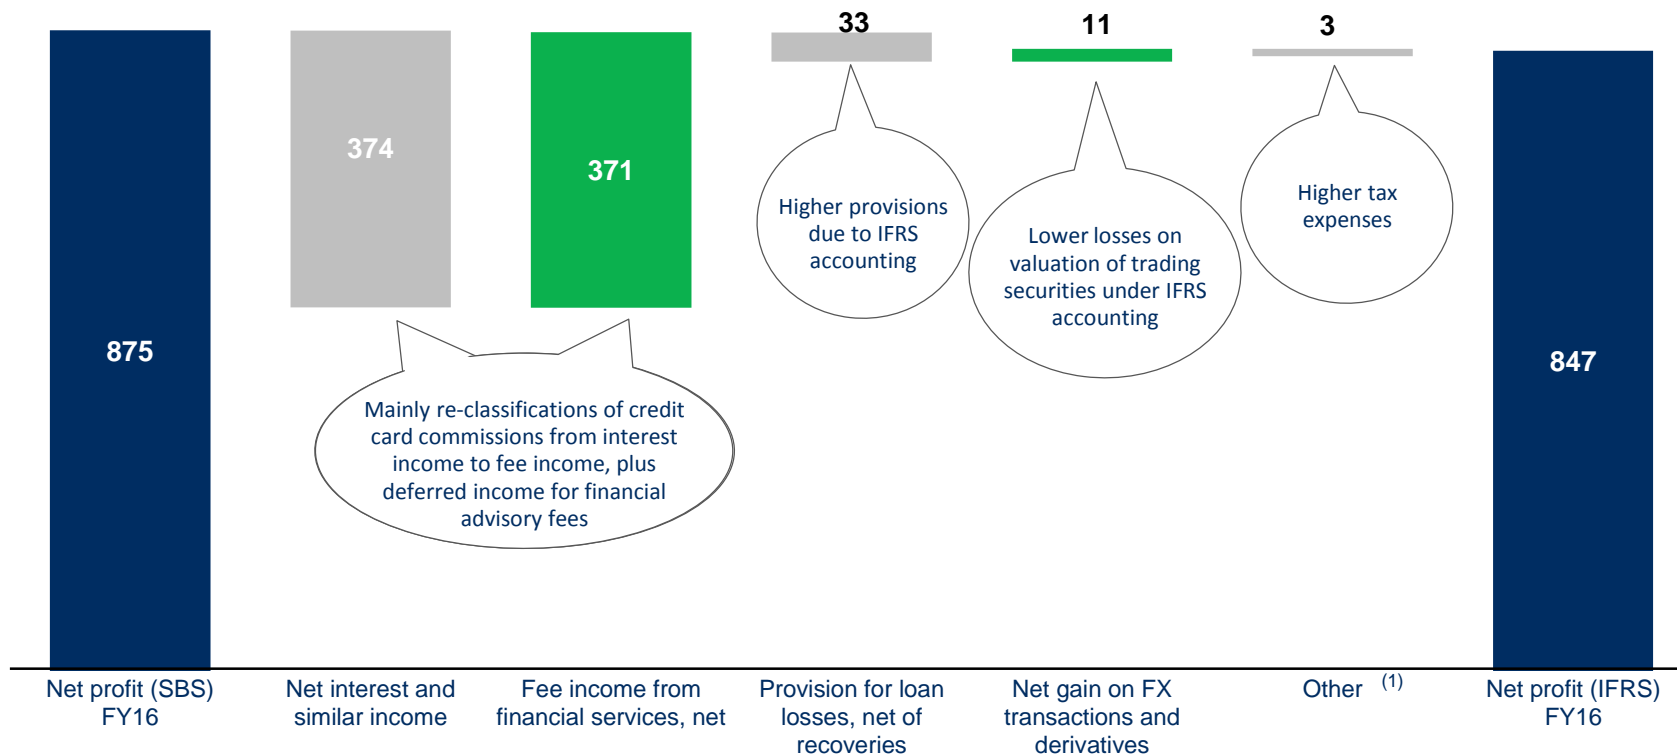 33
11
3
374
371
875
847
Higher provisions
due to IFRS
accounting
Lower losses on
valuation of trading
securities under IFRS
accounting
Higher tax
expenses
Mainly re-classifications of credit
card commissions from interest
income to fee income, plus
deferred income for financial
advisory fees
Net profit (SBS)
FY16
Net interest and
similar income
Fee income from
financial services, net
Provision for loan
losses, net of
recoveries
Net gain on FX
transactions and
derivatives
Other (1)
Net profit (IFRS)
FY16